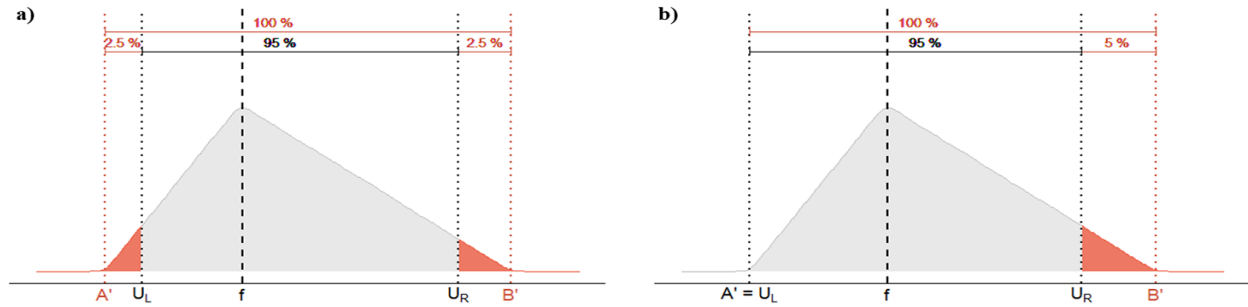 a)
100 %
2.5 % 95 % 2.5 %
A' UL f UR B'
b)
100 %
95 % 5 %
A' = UL f UR B'